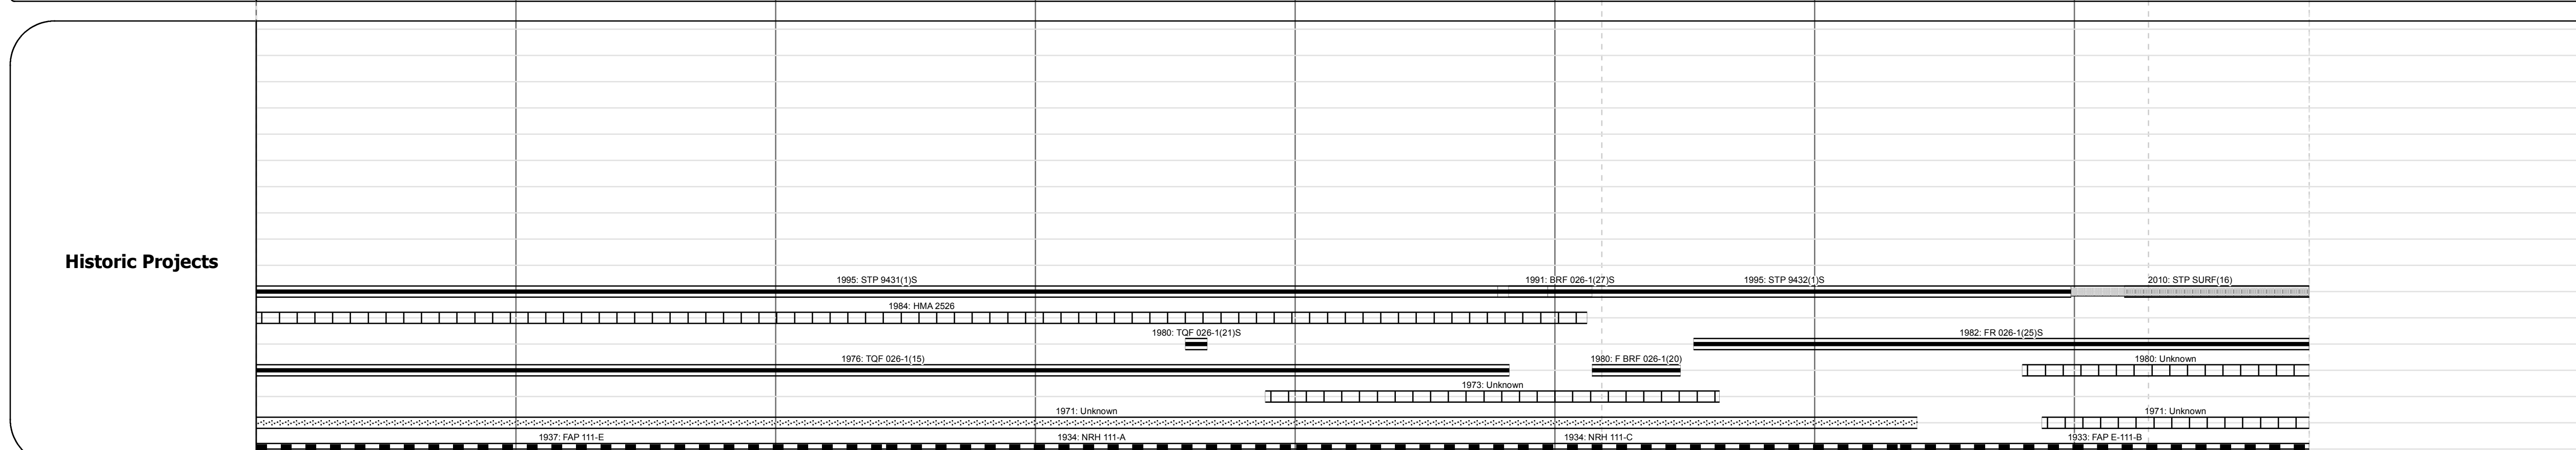 1995: STP 9431(1)S 1991: BRF 026-1(27)S 1995: STP 9432(1)S 2010: STP SURF(16)
Historic Projects
1984: HMA 2526
1980: TQF 026-1(21)S 1982: FR 026-1(25)S
1976: TQF 026-1(15) 1980: F BRF 026-1(20) 1980: Unknown
1973: Unknown
1971: Unknown 1971: Unknown
1937: FAP 111-E 1934: NRH 111-A 1934: NRH 111-C 1933: FAP E-111-B